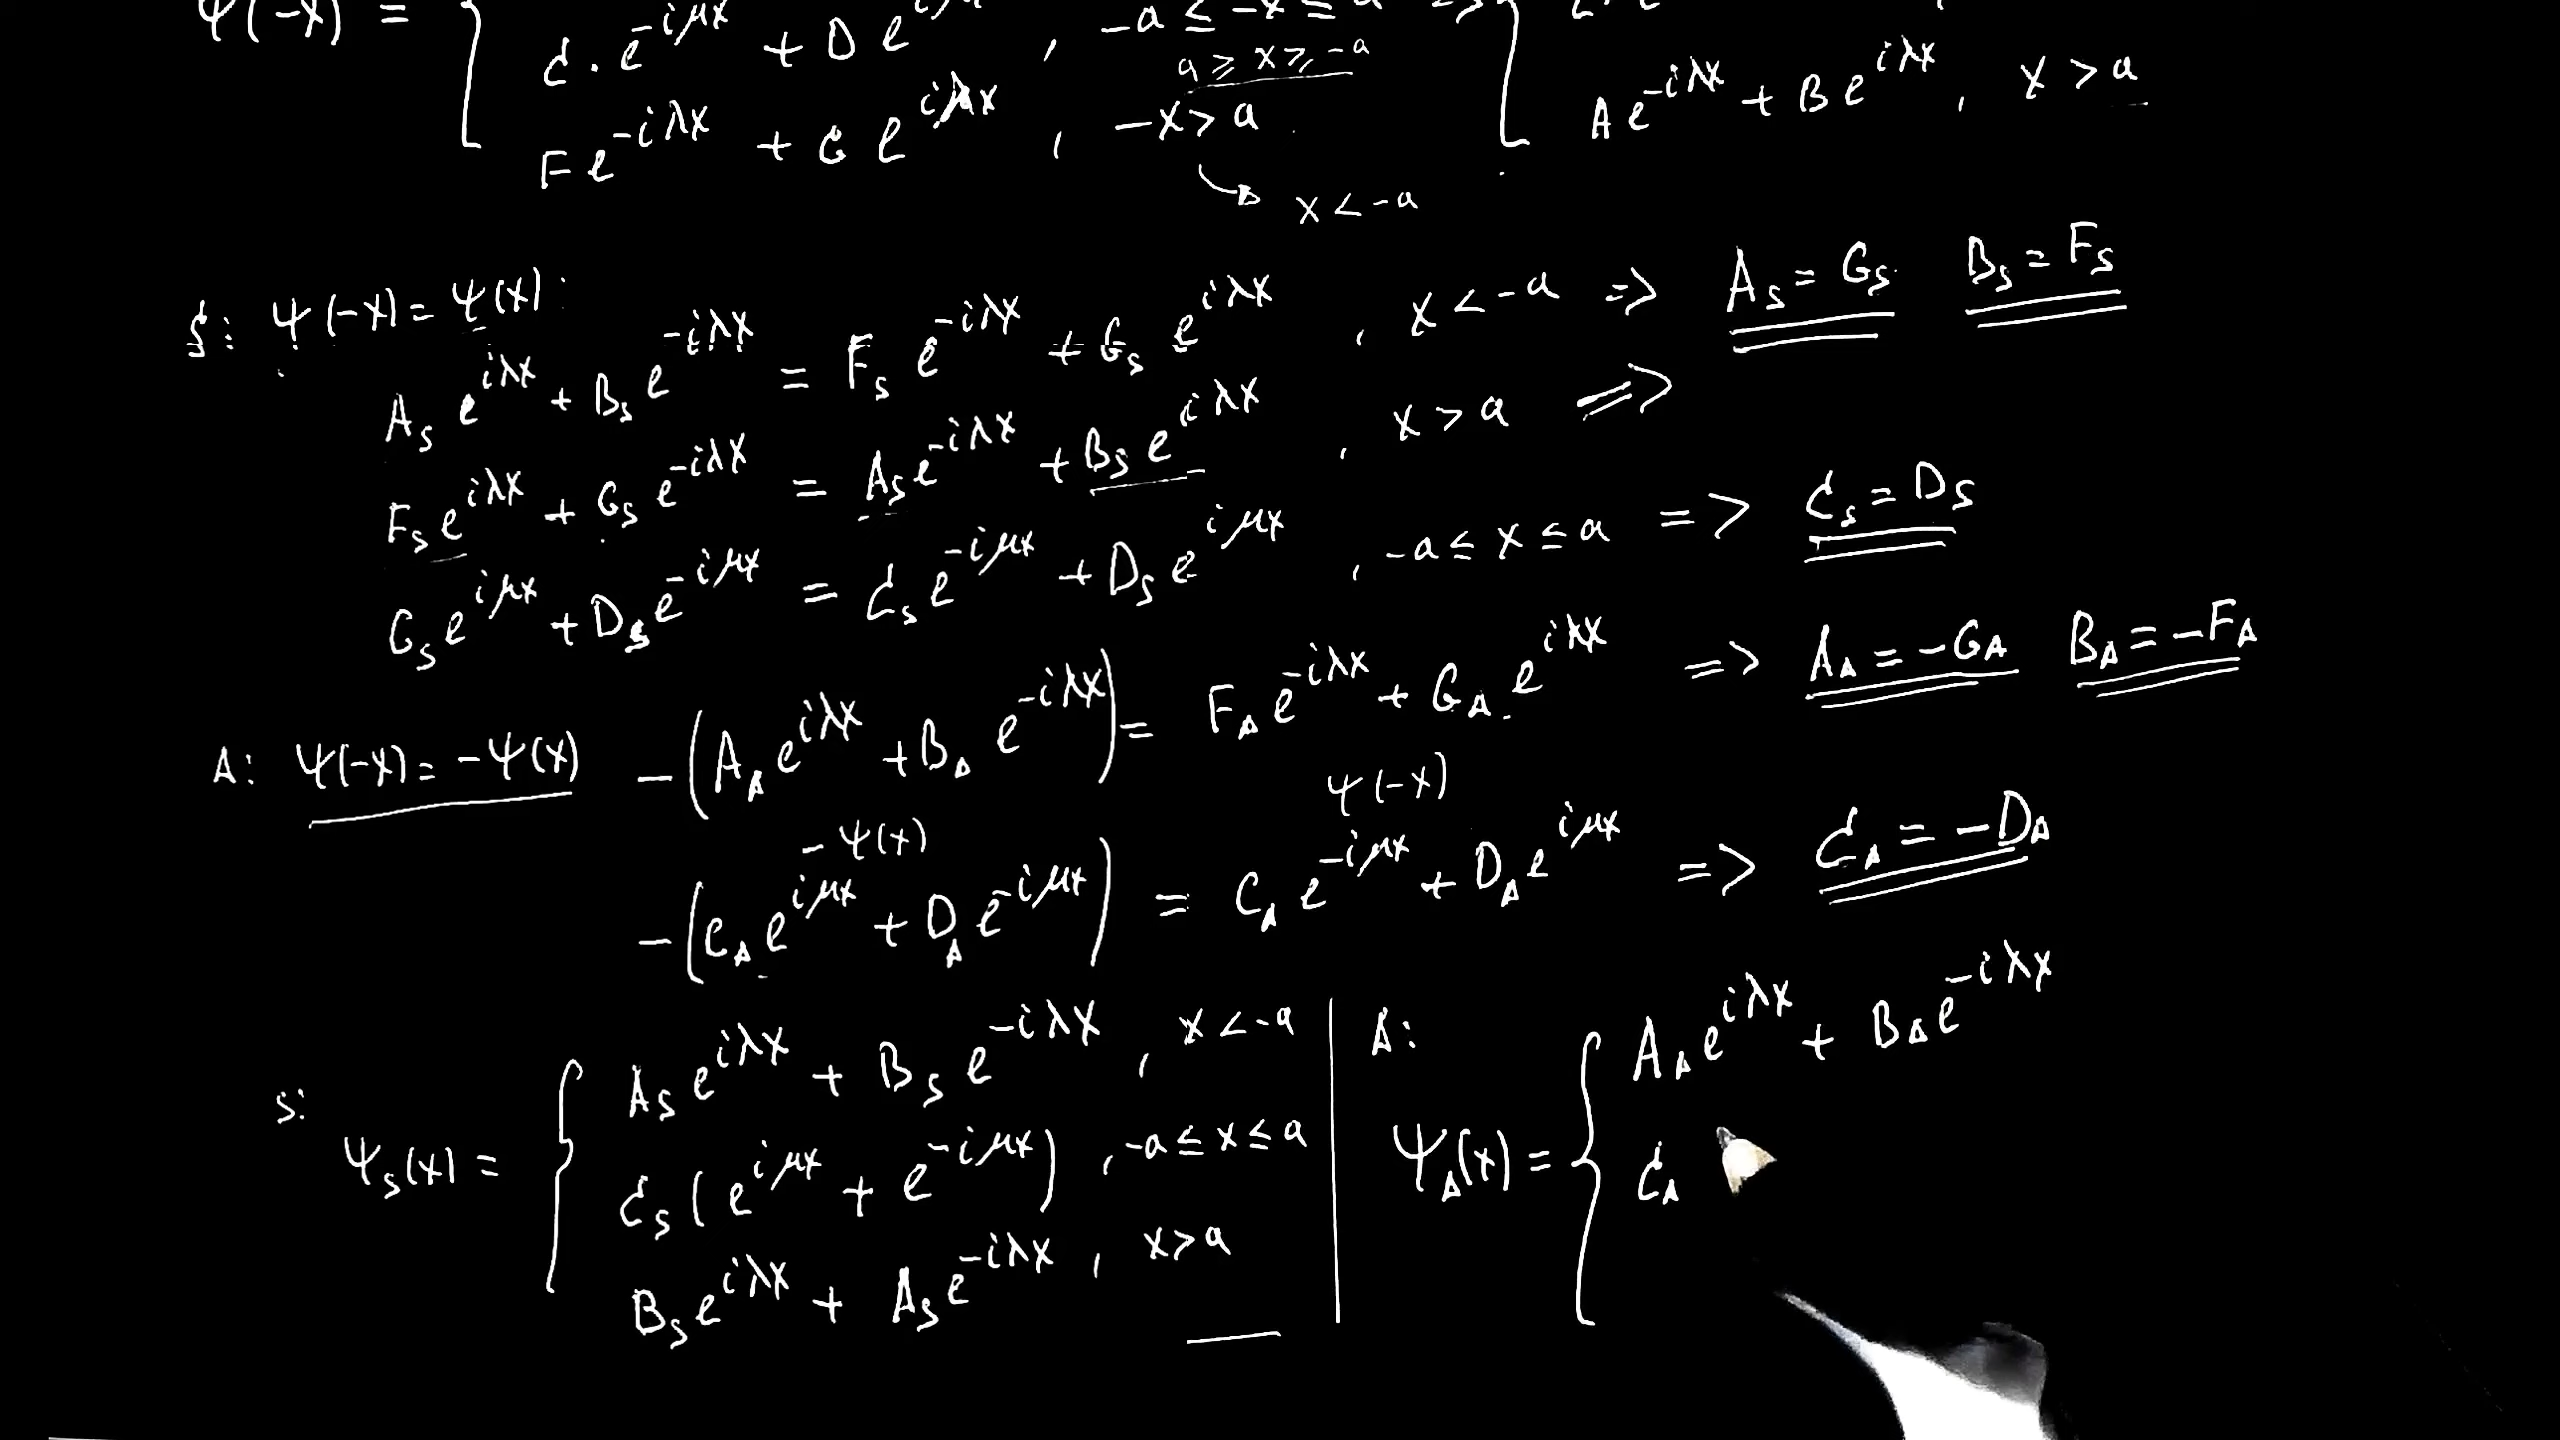 Ψ(-x) = { C · e^{-iμx} + D e^{iμx} , -a ≤ -x ≤ a => {
a ⩾ x ⩾ -a
F e^{-iλx} + G e^{iλx} , -x > a A e^{-iλx} + B e^{iλx} , x > a
x < -a
S: Ψ(-x) = Ψ(x):
A_S e^{iλx} + B_S e^{-iλx} = F_S e^{-iλx} + G_S e^{iλx} , x < -a => A_S = G_S B_S = F_S
F_S e^{iλx} + G_S e^{-iλx} = A_S e^{-iλx} + B_S e^{iλx} , x > a =>
C_S e^{iμx} + D_S e^{-iμx} = C_S e^{-iμx} + D_S e^{iμx} , -a ≤ x ≤ a => C_S = D_S
A: Ψ(-x) = -Ψ(x) -(A_A e^{iλx} + B_A e^{-iλx}) = F_A e^{-iλx} + G_A e^{iλx} => A_A = -G_A B_A = -F_A
-Ψ(x) Ψ(-x)
-(C_A e^{iμx} + D_A e^{-iμx}) = C_A e^{-iμx} + D_A e^{iμx} => C_A = -D_A
S: Ψ_S(x) = { A_S e^{iλx} + B_S e^{-iλx} , x < -a
C_S (e^{iμx} + e^{-iμx}) , -a ≤ x ≤ a
B_S e^{iλx} + A_S e^{-iλx} , x > a
A: Ψ_A(x) = { A_A e^{iλx} + B_A e^{-iλx}
C_A